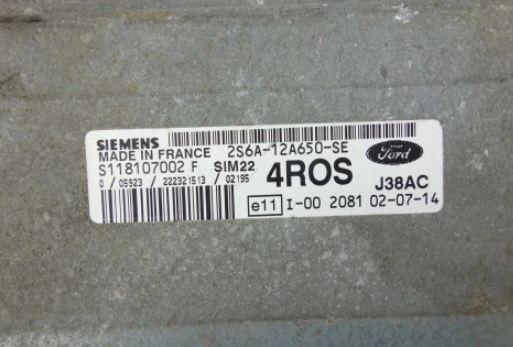 SIEMENS
MADE IN FRANCE 2S6A-12A650-SE
S118107002 F SIM22
0 / 05923 / 222321513 / 02195
4ROS
Ford
J38AC
e11 I-00 2081 02-07-14